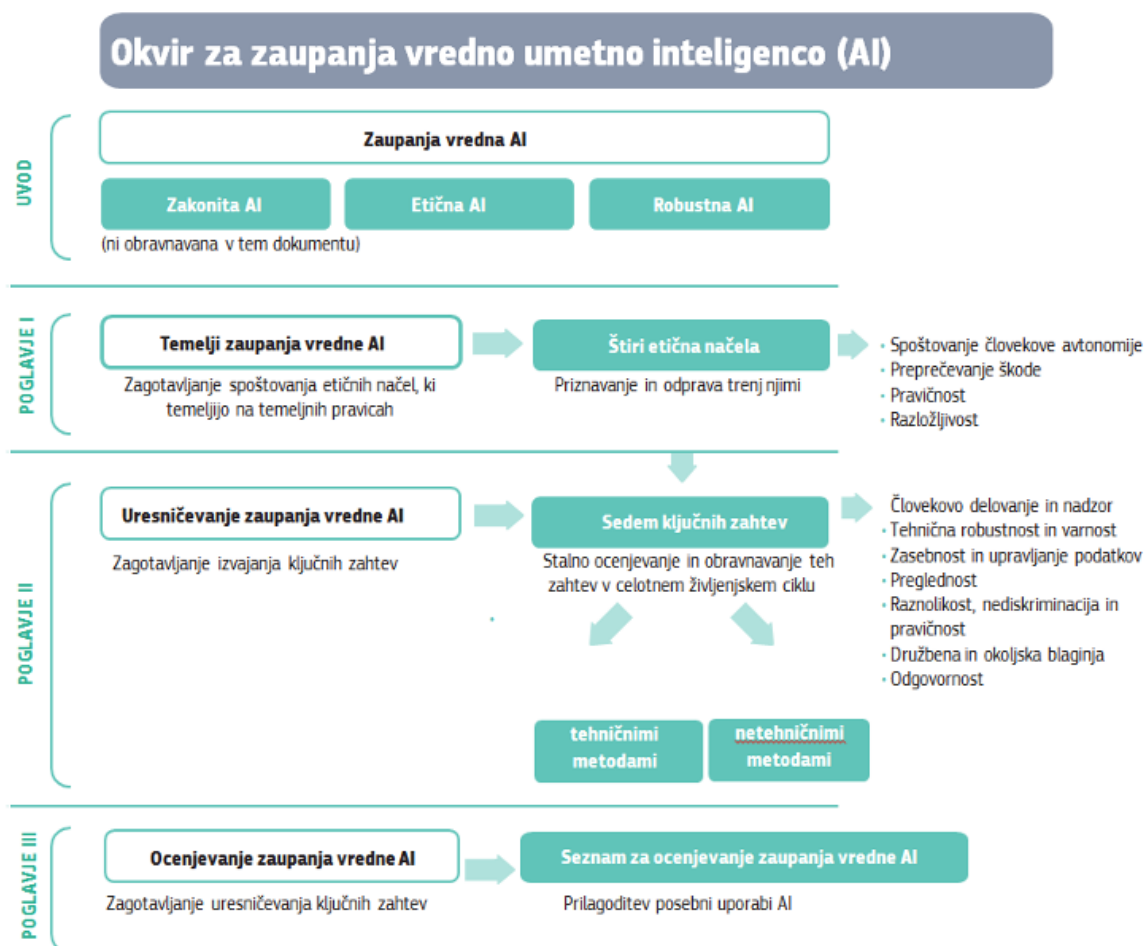 Okvir za zaupanja vredno umetno inteligenco (AI)
UVOD
Zaupanja vredna AI
Zakonita AI
Etična AI
Robustna AI
(ni obravnavana v tem dokumentu)
POGLAVJE I
Temelji zaupanja vredne AI
Zagotavljanje spoštovanja etičnih načel, ki
temeljijo na temeljnih pravicah
Štiri etična načela
Priznavanje in odprava trenj njimi
• Spoštovanje človekove avtonomije
• Preprečevanje škode
• Pravičnost
• Razložljivost
POGLAVJE II
Uresničevanje zaupanja vredne AI
Zagotavljanje izvajanja ključnih zahtev
Sedem ključnih zahtev
Stalno ocenjevanje in obravnavanje teh
zahtev v celotnem življenjskem ciklu
Človekovo delovanje in nadzor
• Tehnična robustnost in varnost
• Zasebnost in upravljanje podatkov
• Preglednost
• Raznolikost, nediskriminacija in
pravičnost
• Družbena in okoljska blaginja
• Odgovornost
tehničnimi
metodami
netehničnimi
metodami
POGLAVJE III
Ocenjevanje zaupanja vredne AI
Zagotavljanje uresničevanja ključnih zahtev
Seznam za ocenjevanje zaupanja vredne AI
Prilagoditev posebni uporabi AI